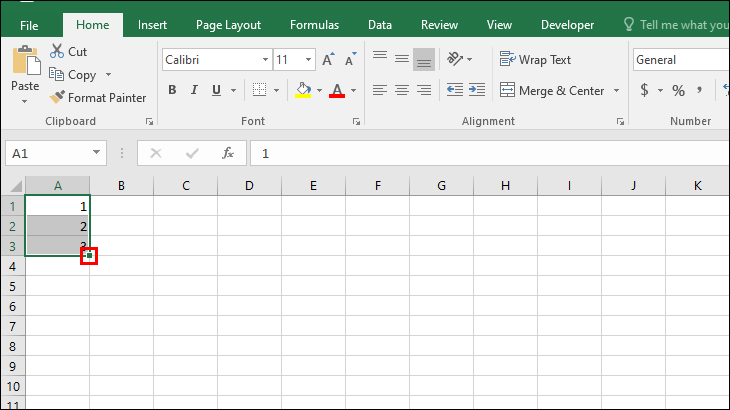 File Home Insert Page Layout Formulas Data Review View Developer Tell me what you
Cut
Copy
Format Painter
Paste
Clipboard
Calibri 11
B I U A
Font
Wrap Text
Merge & Center
Alignment
General
$ % ,
Number
A1 fx 1
A B C D E F G H I J K
1 1
2 2
3 3
4
5
6
7
8
9
10
11